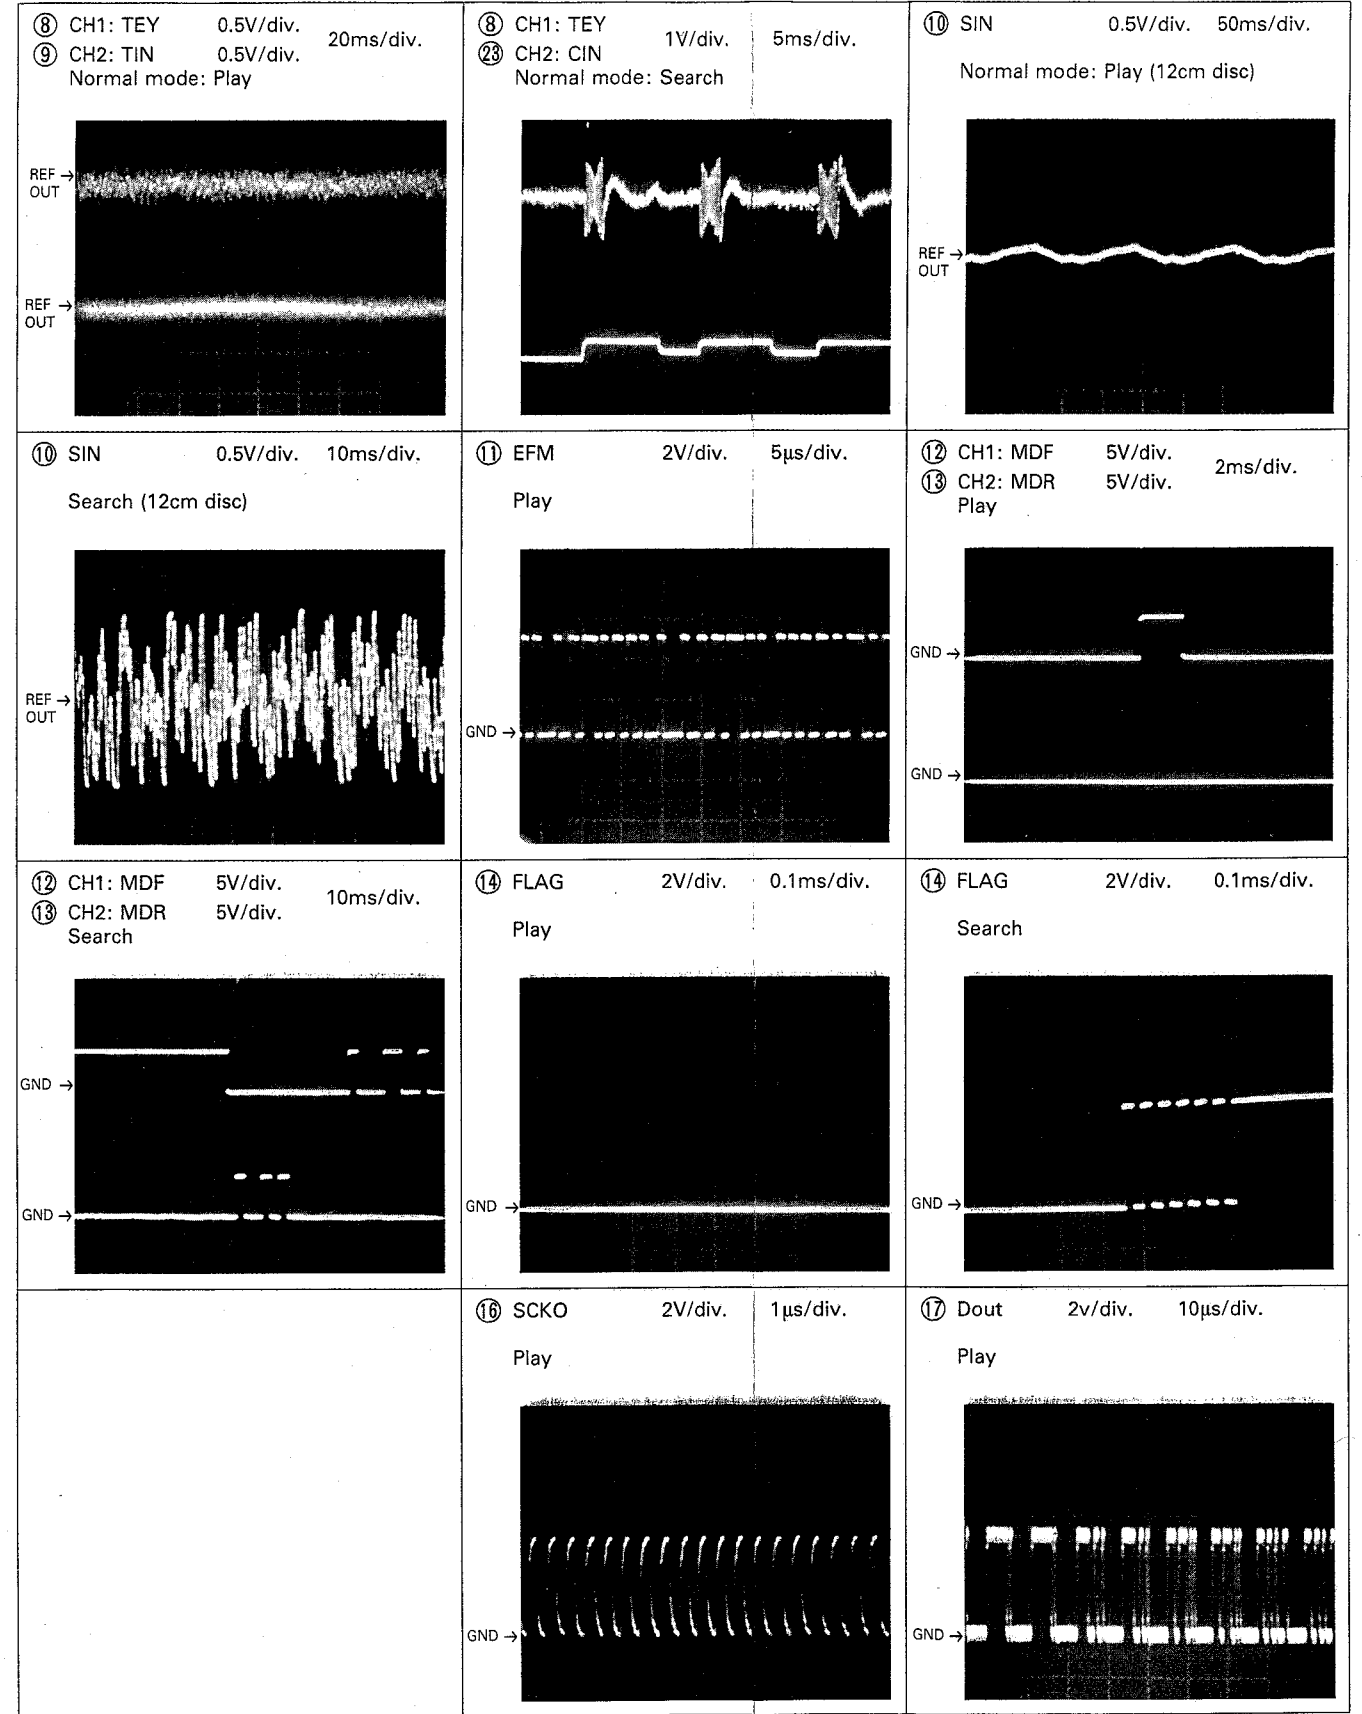 ⑧ CH1: TEY 0.5V/div.
⑨ CH2: TIN 0.5V/div.
20ms/div.
Normal mode: Play
REF →
OUT
REF →
OUT
⑧ CH1: TEY
㉓ CH2: CIN
1V/div. 5ms/div.
Normal mode: Search
⑩ SIN 0.5V/div. 50ms/div.
Normal mode: Play (12cm disc)
REF →
OUT
⑩ SIN 0.5V/div. 10ms/div.
Search (12cm disc)
REF →
OUT
⑪ EFM 2V/div. 5µs/div.
Play
GND →
⑫ CH1: MDF 5V/div.
⑬ CH2: MDR 5V/div.
2ms/div.
Play
GND →
GND →
⑫ CH1: MDF 5V/div.
⑬ CH2: MDR 5V/div.
10ms/div.
Search
GND →
GND →
⑭ FLAG 2V/div. 0.1ms/div.
Play
GND →
⑭ FLAG 2V/div. 0.1ms/div.
Search
GND →
⑯ SCKO 2V/div. 1µs/div.
Play
GND →
⑰ Dout 2v/div. 10µs/div.
Play
GND →